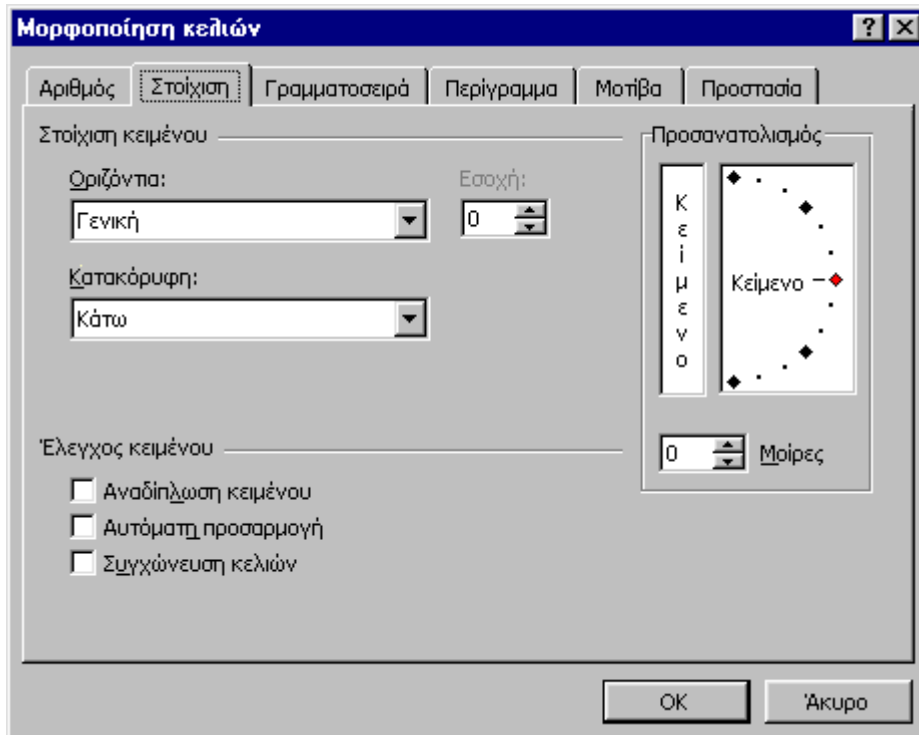 Μορφοποίηση κελιών
Αριθμός Στοίχιση Γραμματοσειρά Περίγραμμα Μοτίβα Προστασία
Στοίχιση κειμένου
Οριζόντια: Εσοχή:
Γενική 0
Κατακόρυφη:
Κάτω
Προσανατολισμός
Κείμενο
Κείμενο
0 Μοίρες
Έλεγχος κειμένου
Αναδίπλωση κειμένου
Αυτόματη προσαρμογή
Συγχώνευση κελιών
OK Άκυρο